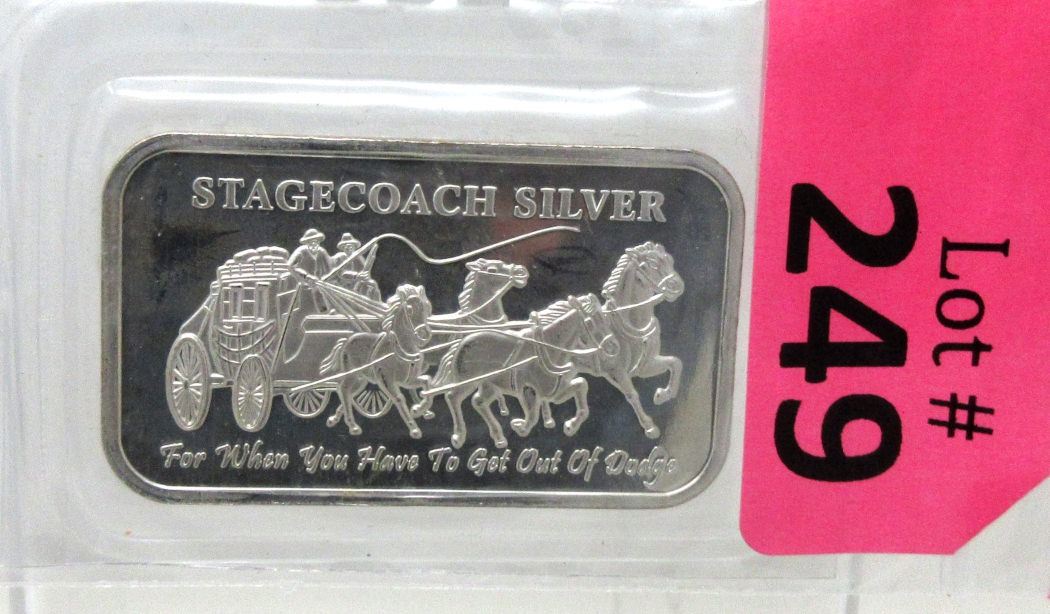 STAGECOACH SILVER
For When You Have To Get Out Of Dodge
Lot #
249